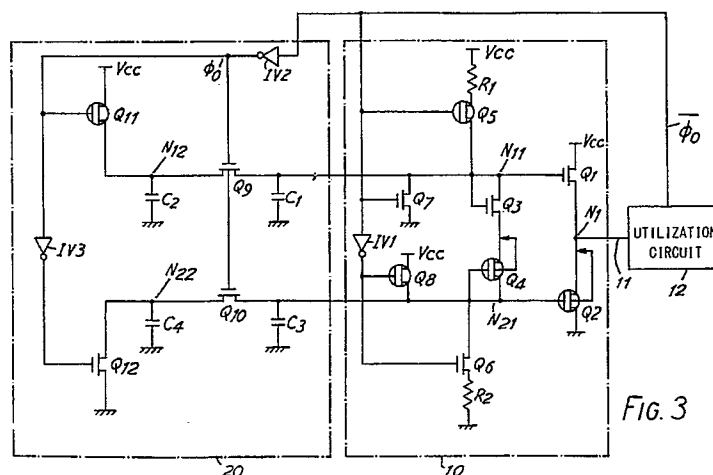 φ0'
IV2
Vcc
Q11
N12
C2
Q9
C1
IV3
N22
C4
Q10
C3
Q12
20
Vcc
R1
Q5
N11
Vcc
Q1
Q7
Q3
IV1
Vcc
Q8
Q4
N1
11
N21
Q2
Q6
R2
10
φ0
UTILIZATION
CIRCUIT
12
FIG. 3